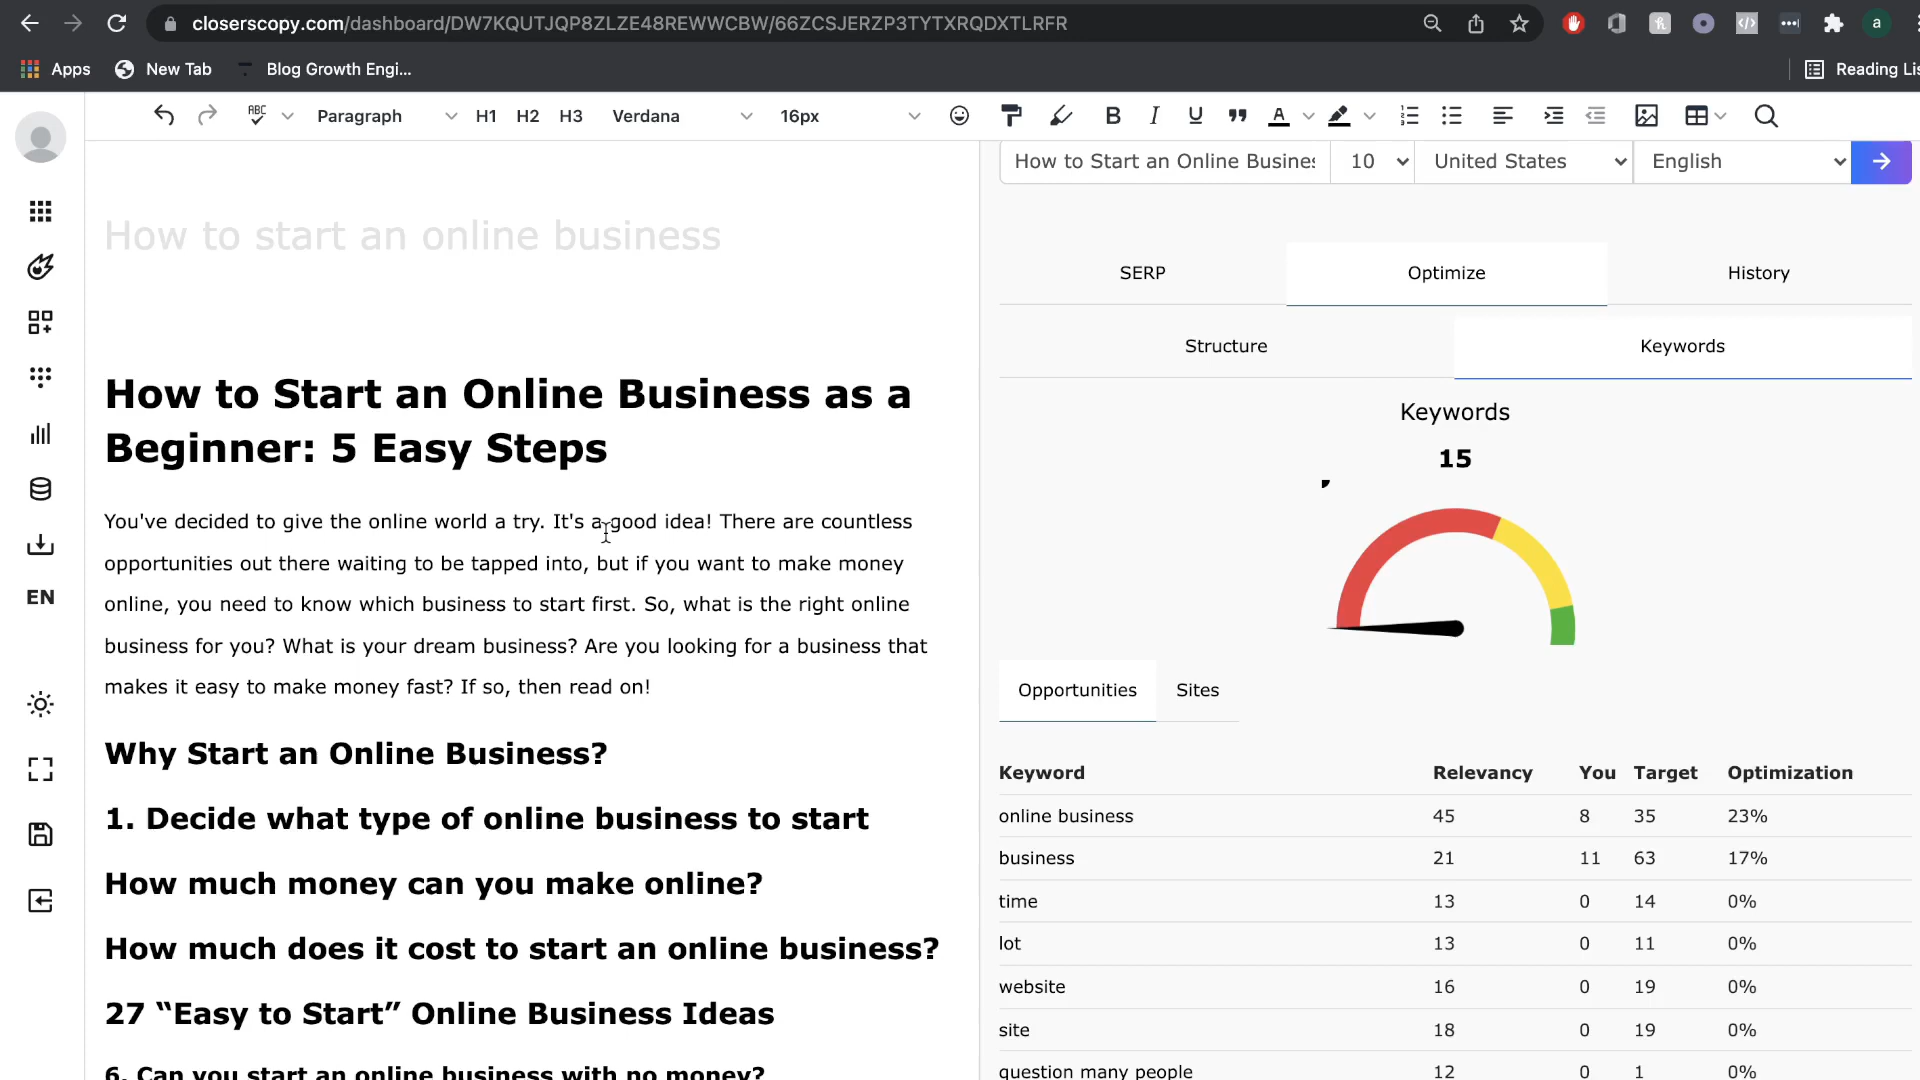 closerscopy.com/dashboard/DW7KQUTJQP8ZLZE48REWWCBW/66ZCSJERZP3TYTXRQDXTLRFR
a
Apps
New Tab
Blog Growth Engi...
Reading Lis
ABC
Paragraph
H1
H2
H3
Verdana
16px
B
I
U
A
How to Start an Online Busines
10
United States
English
How to start an online business
SERP
Optimize
History
Structure
Keywords
How to Start an Online Business as a
Beginner: 5 Easy Steps
Keywords
15
You've decided to give the online world a try. It's a good idea! There are countless
opportunities out there waiting to be tapped into, but if you want to make money
online, you need to know which business to start first. So, what is the right online
business for you? What is your dream business? Are you looking for a business that
makes it easy to make money fast? If so, then read on!
EN
Opportunities
Sites
Why Start an Online Business?
1. Decide what type of online business to start
How much money can you make online?
How much does it cost to start an online business?
27 “Easy to Start” Online Business Ideas
6. Can you start an online business with no money?
Keyword Relevancy You Target Optimization
online business 45 8 35 23%
business 21 11 63 17%
time 13 0 14 0%
lot 13 0 11 0%
website 16 0 19 0%
site 18 0 19 0%
question many people 12 0 1 0%